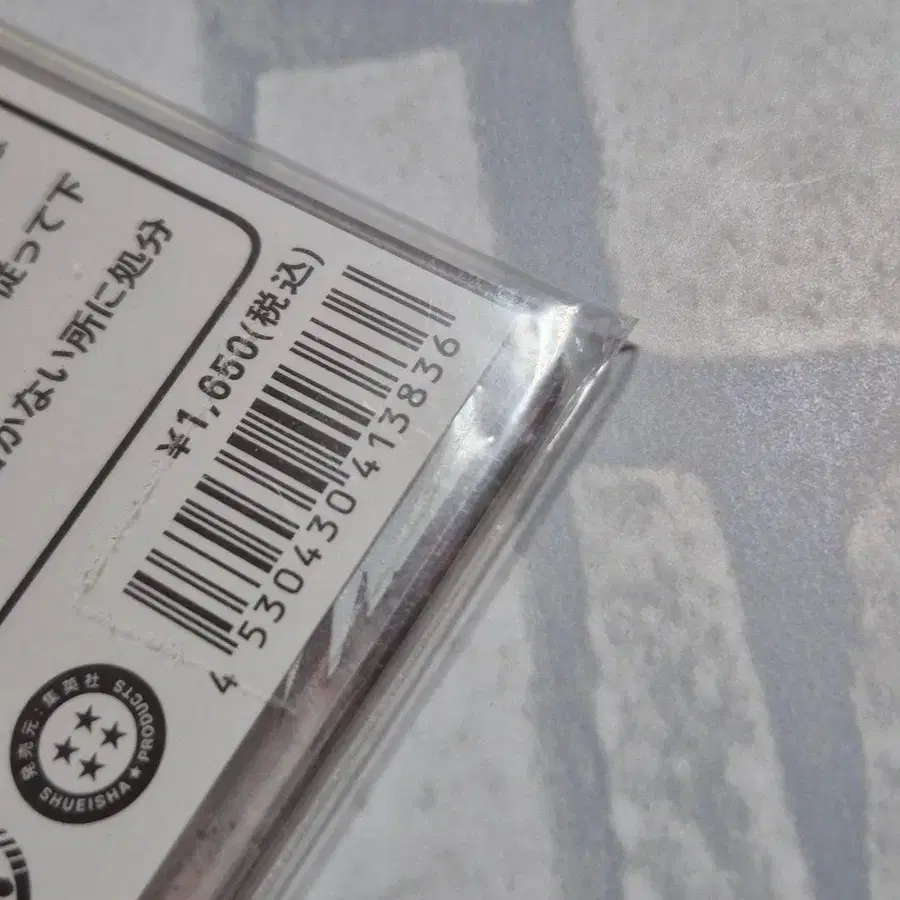 従って下
かない所に処分
¥1,650(税込)
4530430413836
発売元：集英社
SHUEISHA★PRODUCTS